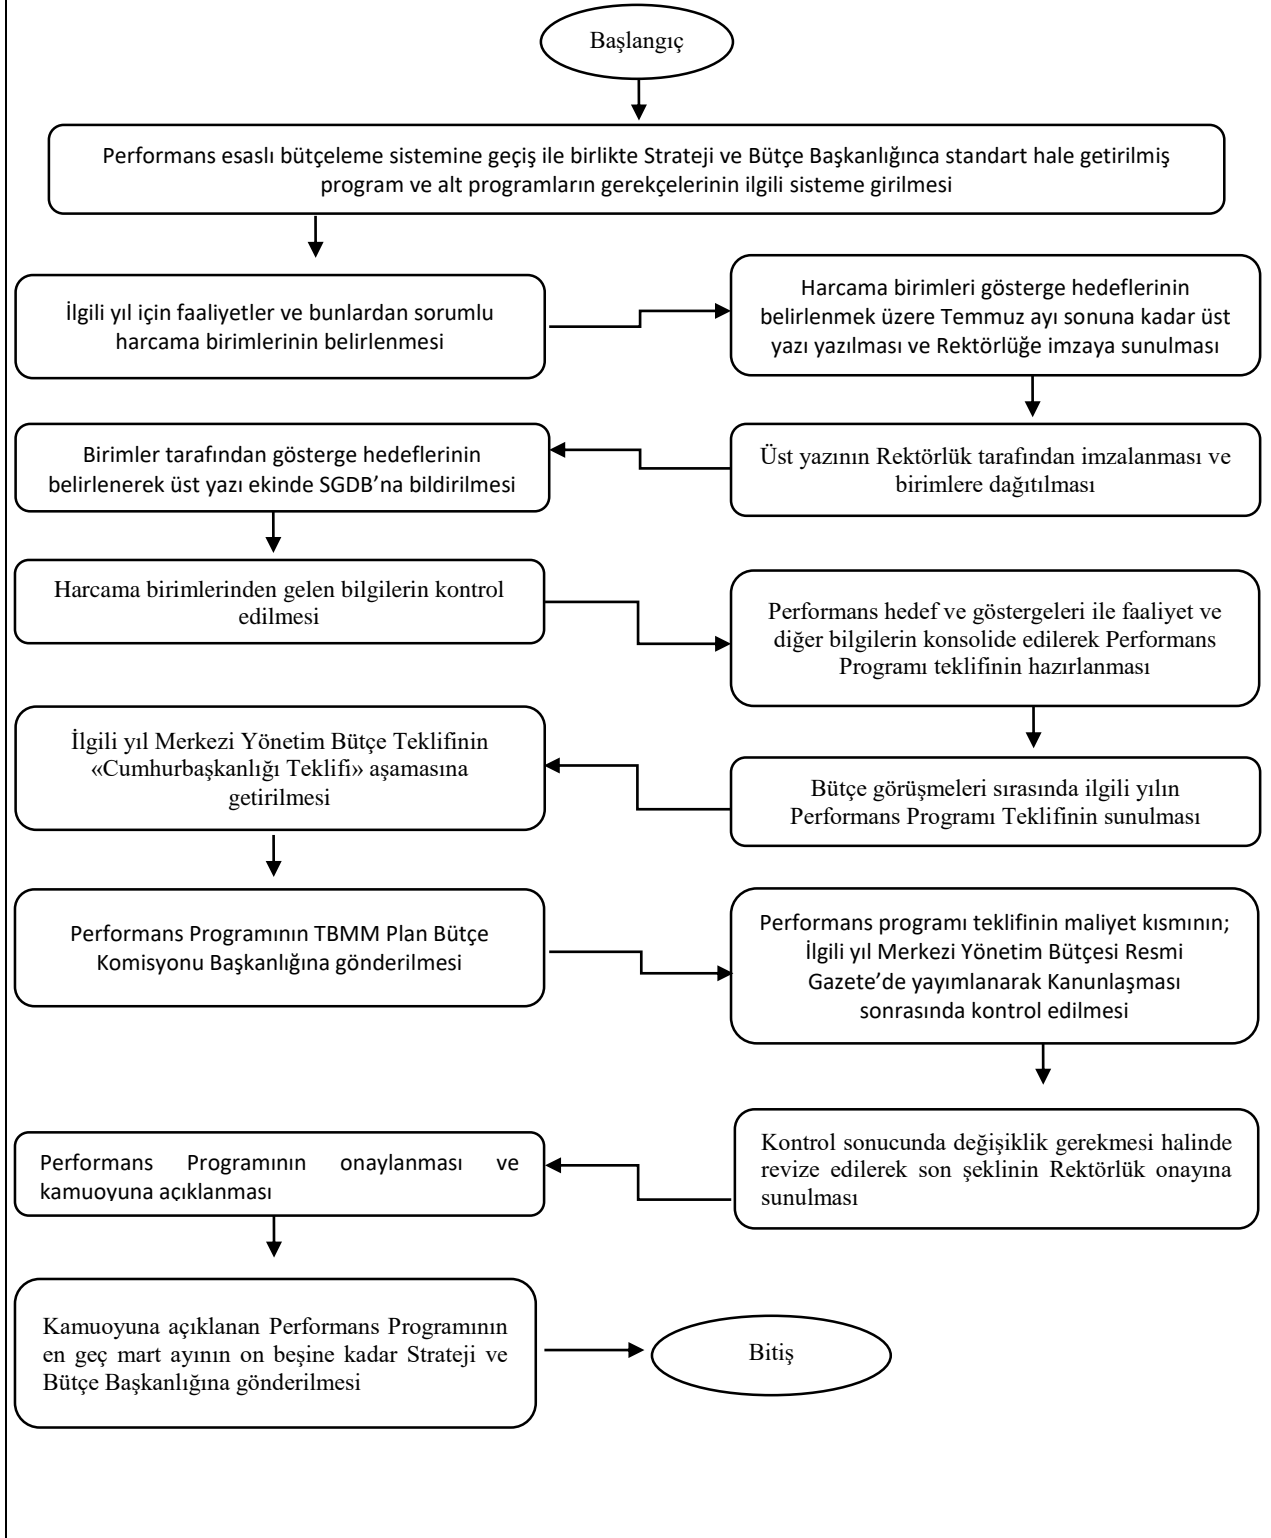 Başlangıç
Performans esaslı bütçeleme sistemine geçiş ile birlikte Strateji ve Bütçe Başkanlığınca standart hale getirilmiş
program ve alt programların gerekçelerinin ilgili sisteme girilmesi
İlgili yıl için faaliyetler ve bunlardan sorumlu
harcama birimlerinin belirlenmesi
Harcama birimleri gösterge hedeflerinin
belirlenmek üzere Temmuz ayı sonuna kadar üst
yazı yazılması ve Rektörlüğe imzaya sunulması
Üst yazının Rektörlük tarafından imzalanması ve
birimlere dağıtılması
Birimler tarafından gösterge hedeflerinin
belirlenerek üst yazı ekinde SGDB’na bildirilmesi
Harcama birimlerinden gelen bilgilerin kontrol
edilmesi
Performans hedef ve göstergeleri ile faaliyet ve
diğer bilgilerin konsolide edilerek Performans
Programı teklifinin hazırlanması
Bütçe görüşmeleri sırasında ilgili yılın
Performans Programı Teklifinin sunulması
İlgili yıl Merkezi Yönetim Bütçe Teklifinin
«Cumhurbaşkanlığı Teklifi» aşamasına
getirilmesi
Performans Programının TBMM Plan Bütçe
Komisyonu Başkanlığına gönderilmesi
Performans programı teklifinin maliyet kısmının;
İlgili yıl Merkezi Yönetim Bütçesi Resmi
Gazete’de yayımlanarak Kanunlaşması
sonrasında kontrol edilmesi
Kontrol sonucunda değişiklik gerekmesi halinde
revize edilerek son şeklinin Rektörlük onayına
sunulması
Performans Programının onaylanması ve
kamuoyuna açıklanması
Kamuoyuna açıklanan Performans Programının
en geç mart ayının on beşine kadar Strateji ve
Bütçe Başkanlığına gönderilmesi
Bitiş